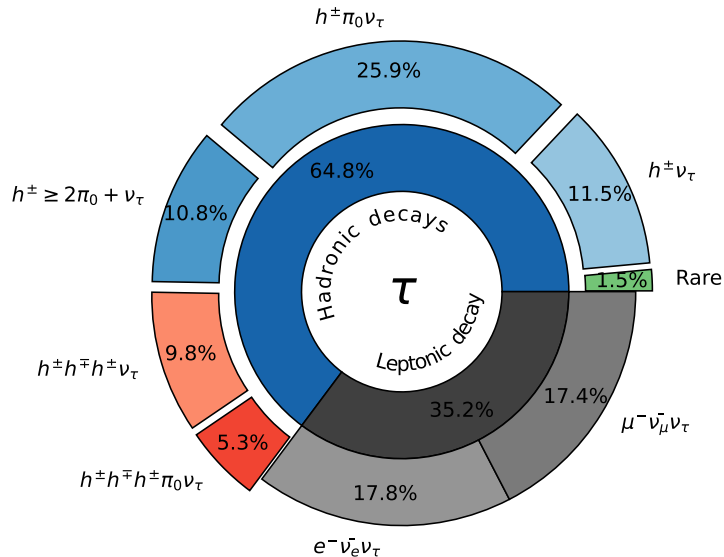 h±π₀ντ
25.9%
64.8%
h±ντ
11.5%
h± ≥ 2π₀ + ντ
10.8%
Hadronic decays
τ
Rare
1.5%
Leptonic decay
9.8%
h±h∓h±ντ
35.2%
17.4%
μ⁻ν̄μντ
5.3%
h±h∓h±π₀ντ
17.8%
e⁻ν̄ₑντ